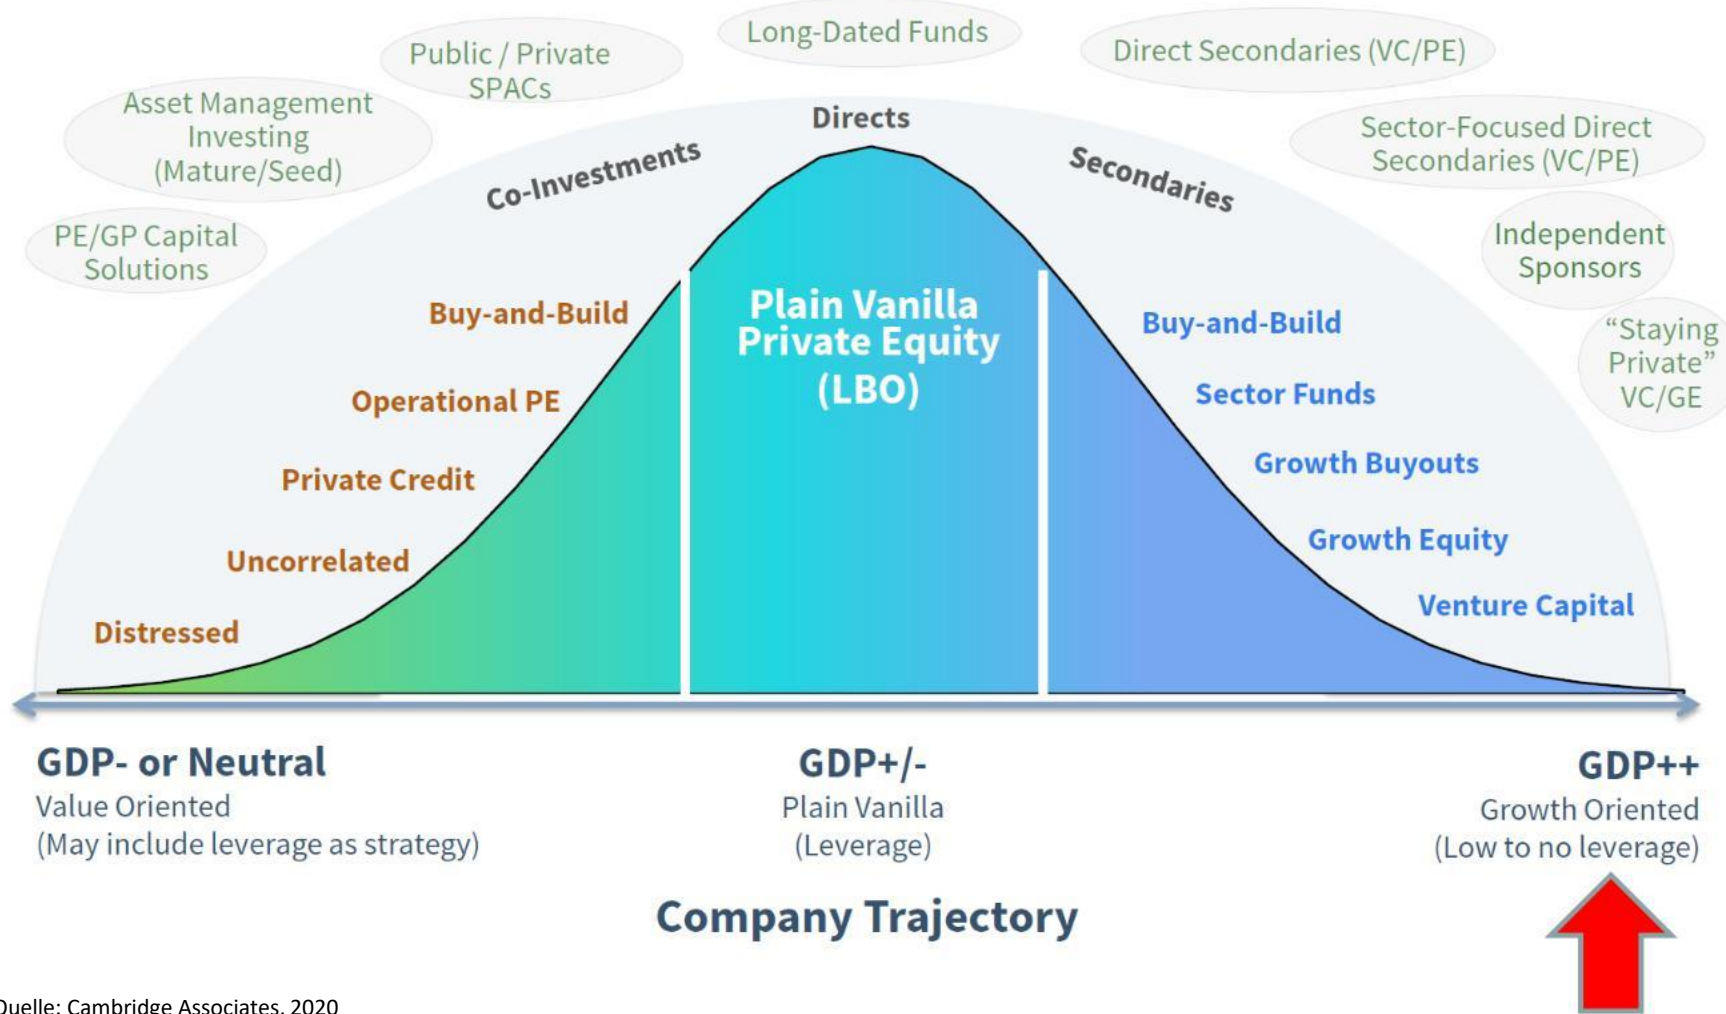 Long-Dated Funds
Public / Private
SPACs
Direct Secondaries (VC/PE)
Asset Management
Investing
(Mature/Seed)
Sector-Focused Direct
Secondaries (VC/PE)
PE/GP Capital
Solutions
Independent
Sponsors
“Staying
Private”
VC/GE
Co-Investments
Directs
Secondaries
Buy-and-Build
Operational PE
Private Credit
Uncorrelated
Distressed
Plain Vanilla
Private Equity
(LBO)
Buy-and-Build
Sector Funds
Growth Buyouts
Growth Equity
Venture Capital
GDP- or Neutral
Value Oriented
(May include leverage as strategy)
GDP+/-
Plain Vanilla
(Leverage)
GDP++
Growth Oriented
(Low to no leverage)
Company Trajectory
Quelle: Cambridge Associates, 2020